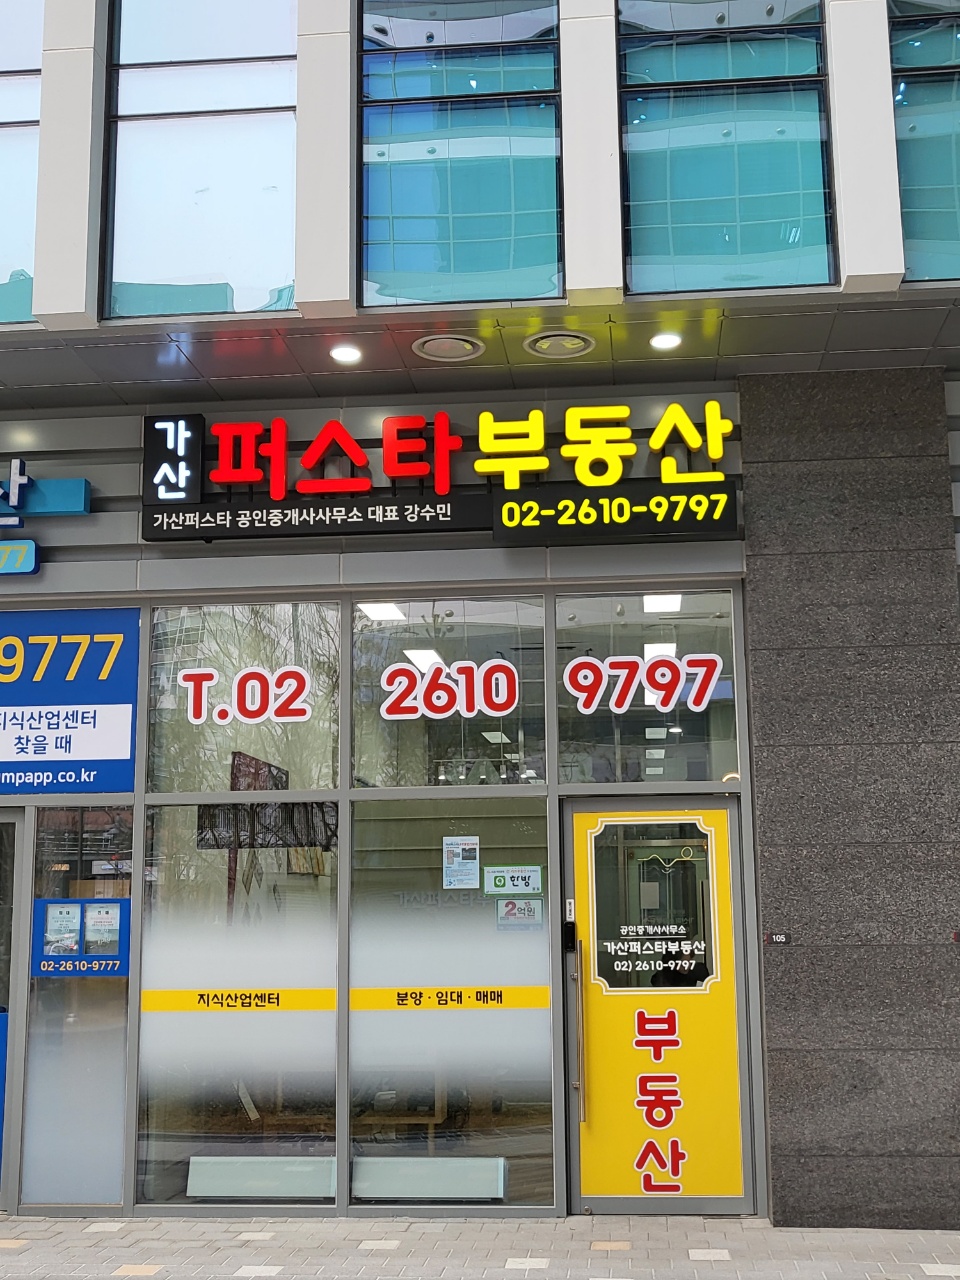 가산
퍼스타부동산
가산퍼스타 공인중개사사무소 대표 강수민
02-2610-9797
산
77
9777
지식산업센터
찾을 때
mpapp.co.kr
T.02 2610 9797
한방
2억원
공인중개사사무소
가산퍼스타부동산
02) 2610-9797
105
02-2610-9777
지식산업센터
분양·임대·매매
부
동
산